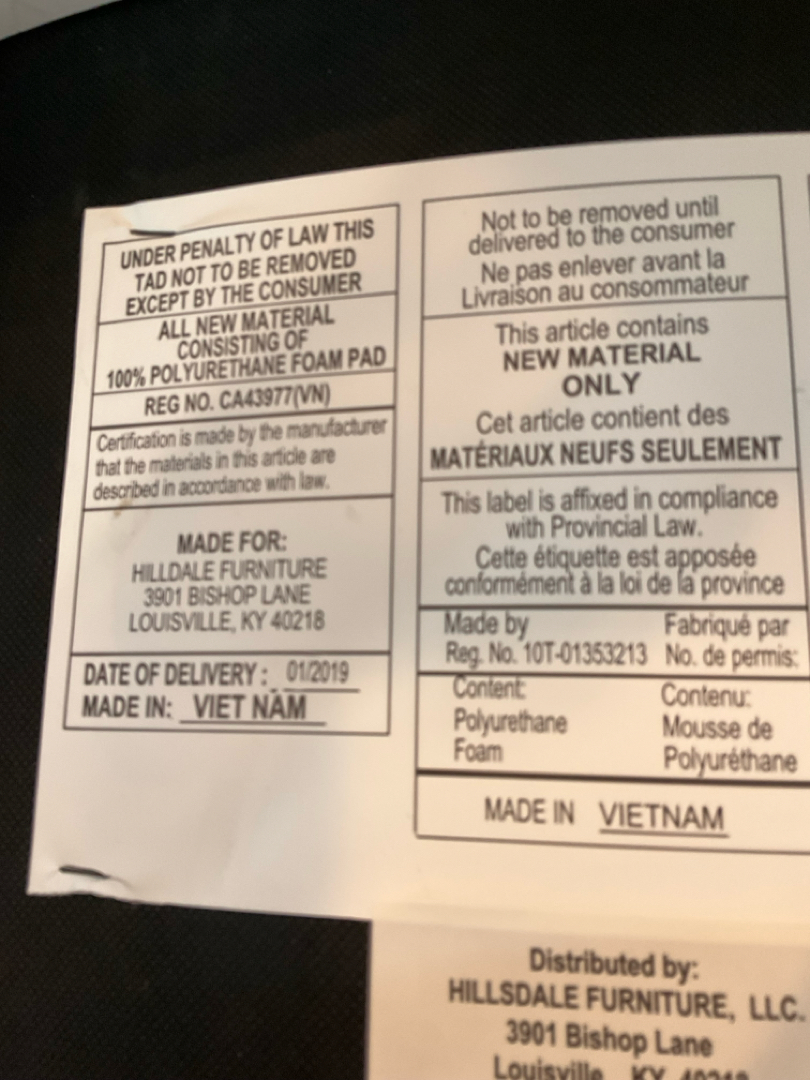 UNDER PENALTY OF LAW THIS
TAD NOT TO BE REMOVED
EXCEPT BY THE CONSUMER
ALL NEW MATERIAL
CONSISTING OF
100% POLYURETHANE FOAM PAD
REG NO. CA43977(VN)
Certification is made by the manufacturer
that the materials in this article are
described in accordance with law.
MADE FOR:
HILLDALE FURNITURE
3901 BISHOP LANE
LOUISVILLE, KY 40218
DATE OF DELIVERY : 01/2019
MADE IN: VIET NAM
Not to be removed until
delivered to the consumer
Ne pas enlever avant la
Livraison au consommateur
This article contains
NEW MATERIAL
ONLY
Cet article contient des
MATÉRIAUX NEUFS SEULEMENT
This label is affixed in compliance
with Provincial Law.
Cette étiquette est apposée
conformément à la loi de la province
Made by Fabriqué par
Reg. No. 10T-01353213 No. de permis:
Content: Contenu:
Polyurethane Mousse de
Foam Polyuréthane
MADE IN VIETNAM
Distributed by:
HILLSDALE FURNITURE, LLC.
3901 Bishop Lane
Louisville KY 40218